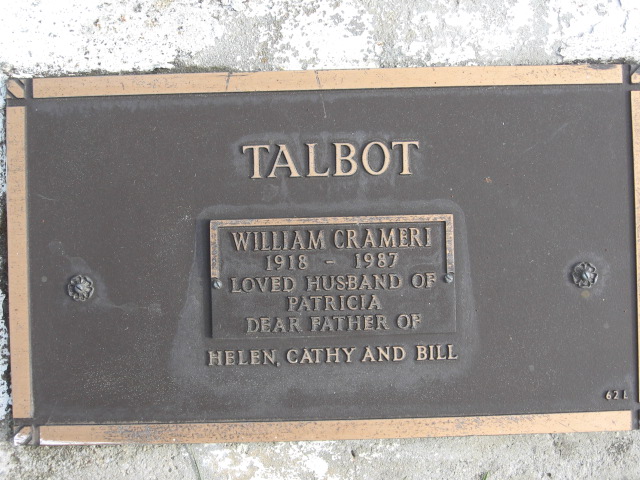 TALBOT
WILLIAM CRAMERI
1918 - 1987
LOVED HUSBAND OF
PATRICIA
DEAR FATHER OF
HELEN, CATHY AND BILL
62 L